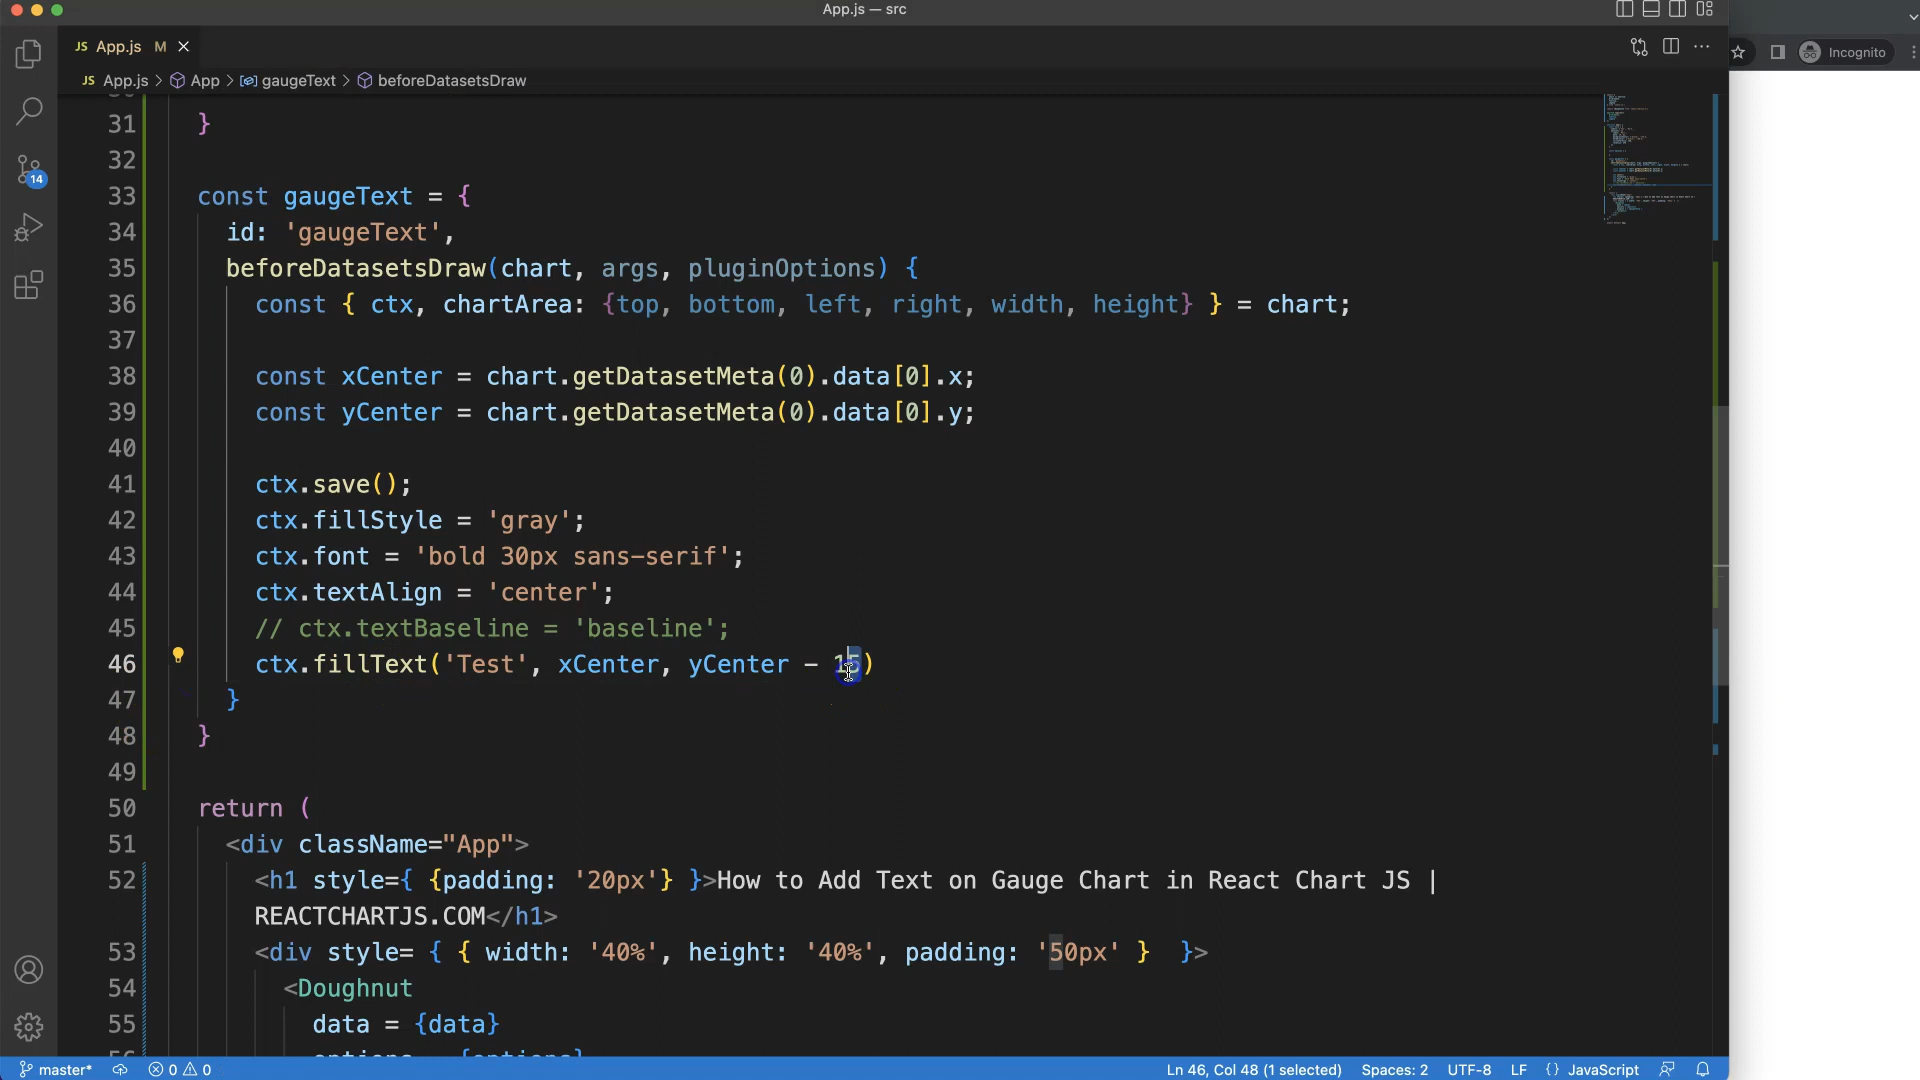 App.js — src
JS App.js M
Incognito
JS App.js > App > gaugeText > beforeDatasetsDraw
31 }
32
33 const gaugeText = {
34 id: 'gaugeText',
35 beforeDatasetsDraw(chart, args, pluginOptions) {
36 const { ctx, chartArea: {top, bottom, left, right, width, height} } = chart;
37
38 const xCenter = chart.getDatasetMeta(0).data[0].x;
39 const yCenter = chart.getDatasetMeta(0).data[0].y;
40
41 ctx.save();
42 ctx.fillStyle = 'gray';
43 ctx.font = 'bold 30px sans-serif';
44 ctx.textAlign = 'center';
45 // ctx.textBaseline = 'baseline';
46 ctx.fillText('Test', xCenter, yCenter - 15)
47 }
48 }
49
50 return (
51 <div className="App">
52 <h1 style={ {padding: '20px'} }>How to Add Text on Gauge Chart in React Chart JS |
REACTCHARTJS.COM</h1>
53 <div style= { { width: '40%', height: '40%', padding: '50px' } }>
54 <Doughnut
55 data = {data}
14
master* 0 0 Ln 46, Col 48 (1 selected) Spaces: 2 UTF-8 LF {} JavaScript